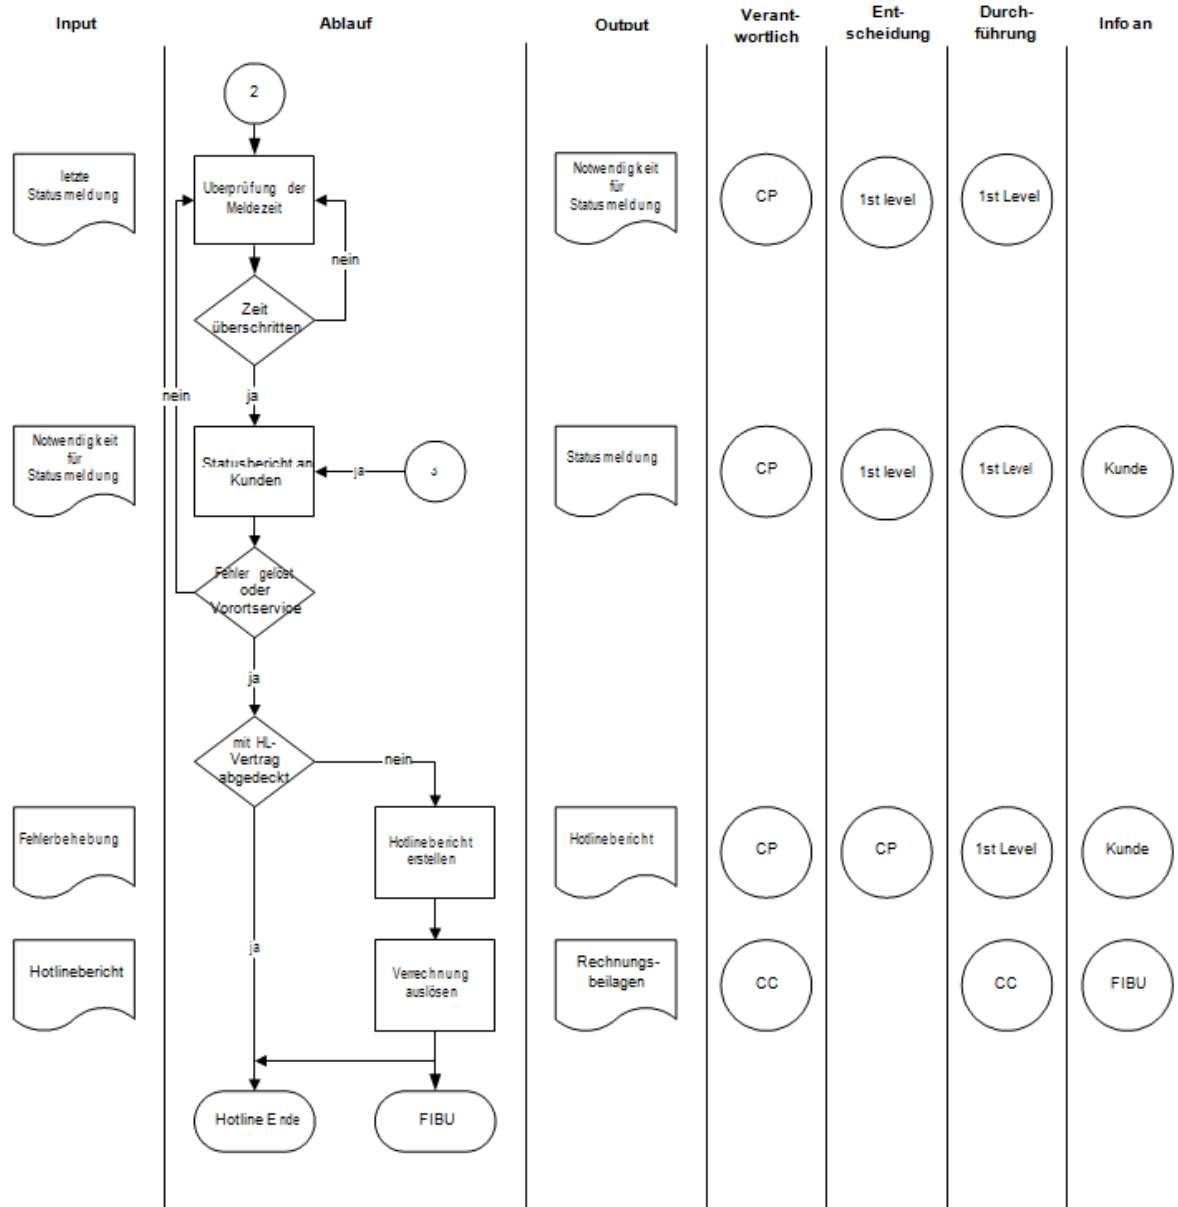 Input
Ablauf
Output
Verant-
wortlich
Ent-
scheidung
Durch-
führung
Info an
2
letzte
Statusmeldung
Uberprüfung der
Meldezeit
Notwendigkeit
für
Statusmeldung
CP
1st level
1st Level
nein
Zeit
überschritten
nein
ja
Notwendigkeit
für
Statusmeldung
Statusbericht an
Kunden
ja
Statusmeldung
CP
1st level
1st Level
Kunde
Fehler gelöst
oder
Vorortservice
ja
mit HL-
Vertrag
abgedeckt
nein
Fehlerbehebung
Hotlinebericht
erstellen
Hotlinebericht
CP
CP
1st Level
Kunde
ja
Hotlinebericht
Verrechnung
auslösen
Rechnungs-
beilagen
CC
CC
FIBU
Hotline Ende
FIBU